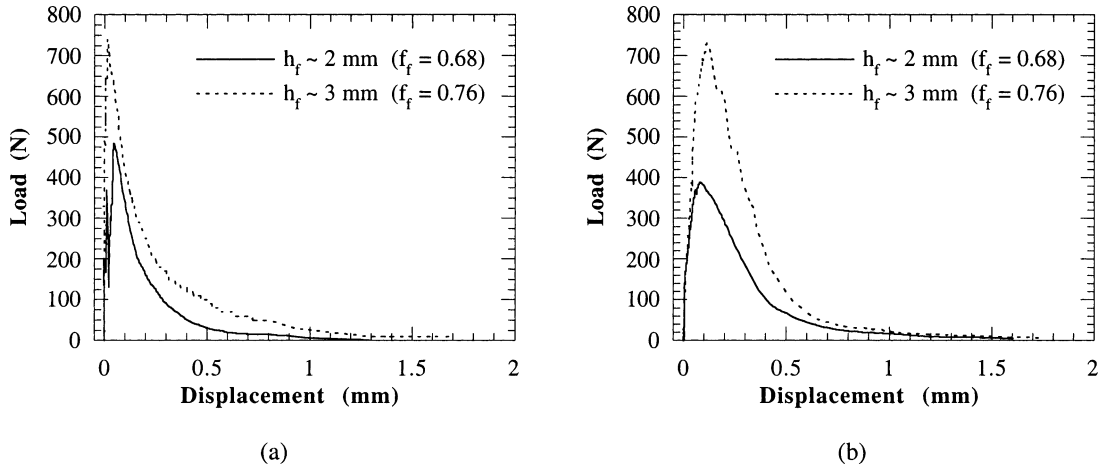 800
700
600
500
400
300
200
100
0
Load (N)
h_f ~ 2 mm (f_f = 0.68)
h_f ~ 3 mm (f_f = 0.76)
0 0.5 1 1.5 2
Displacement (mm)
(a)
800
700
600
500
400
300
200
100
0
Load (N)
h_f ~ 2 mm (f_f = 0.68)
h_f ~ 3 mm (f_f = 0.76)
0 0.5 1 1.5 2
Displacement (mm)
(b)